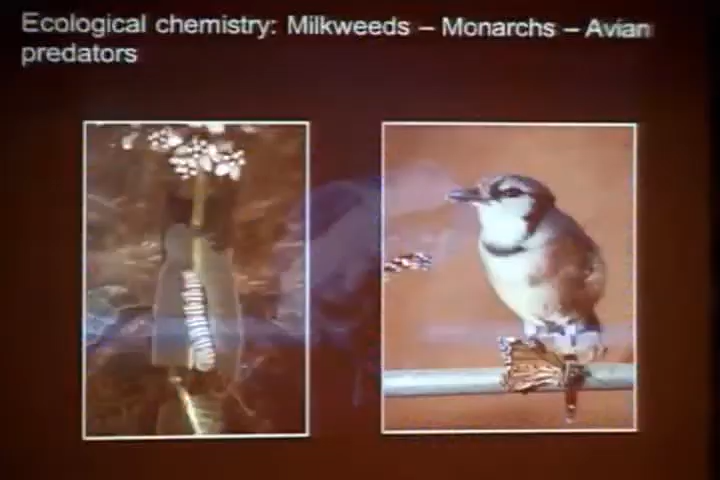 Ecological chemistry: Milkweeds – Monarchs – Avian
predators